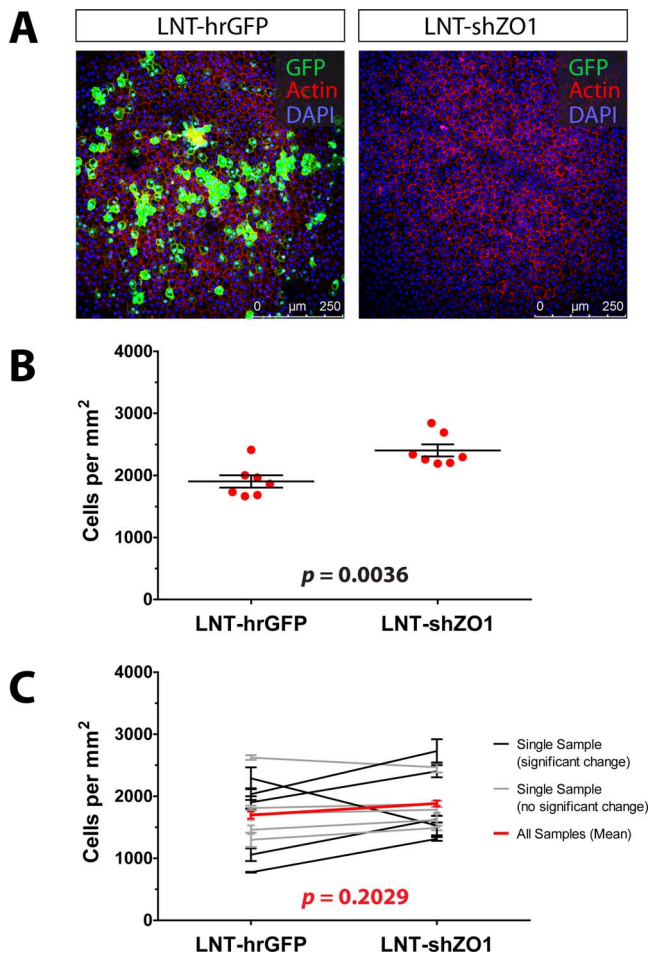 A
LNT-hrGFP
LNT-shZO1
GFP
Actin
DAPI
0 µm 250
GFP
Actin
DAPI
0 µm 250
B
Cells per mm²
4000
3000
2000
1000
0
p = 0.0036
LNT-hrGFP
LNT-shZO1
C
Cells per mm²
4000
3000
2000
1000
0
p = 0.2029
LNT-hrGFP
LNT-shZO1
Single Sample
(significant change)
Single Sample
(no significant change)
All Samples (Mean)